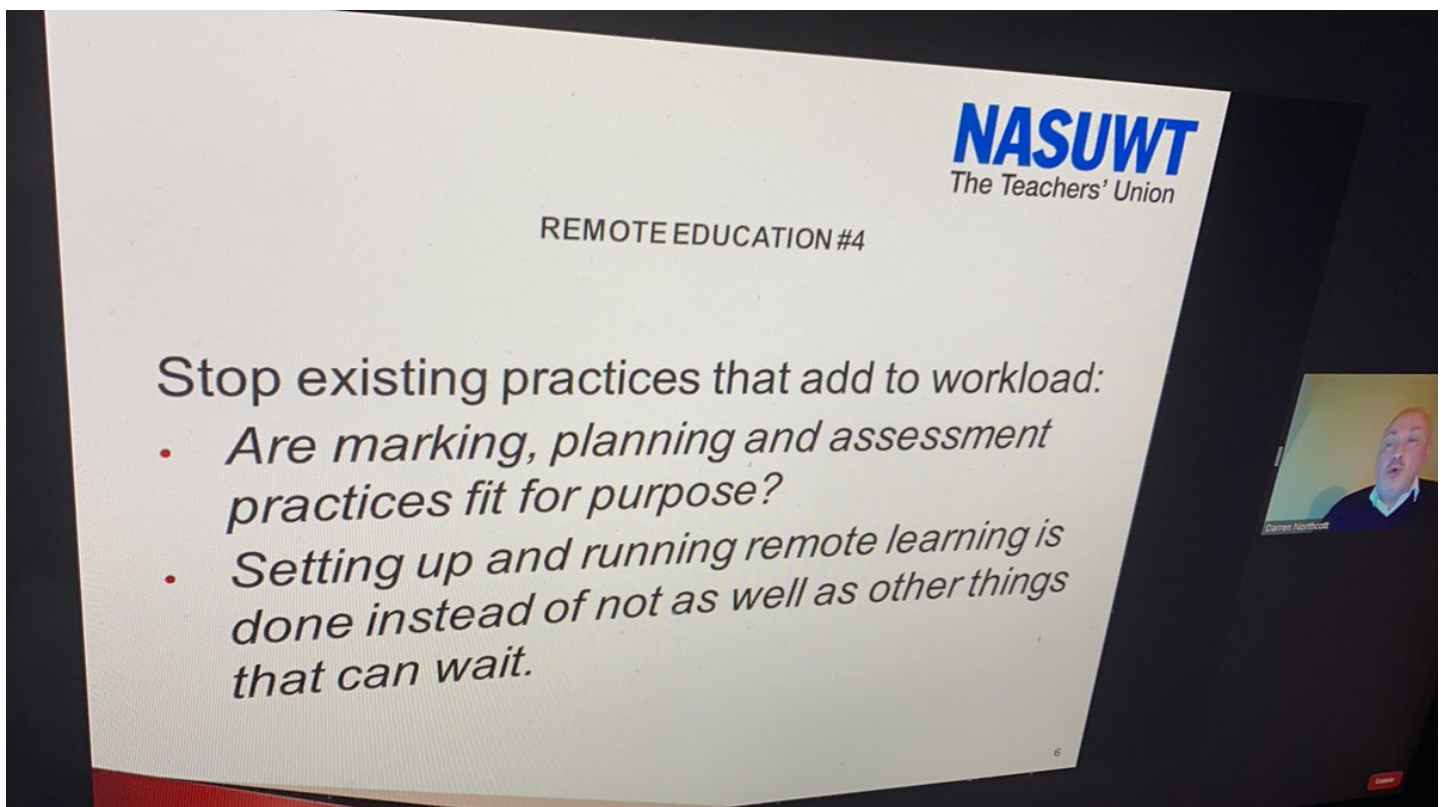 NASUWT
The Teachers' Union
REMOTE EDUCATION #4
Stop existing practices that add to workload:
• Are marking, planning and assessment
practices fit for purpose?
• Setting up and running remote learning is
done instead of not as well as other things
that can wait.
6
Darren Northcott
Leave